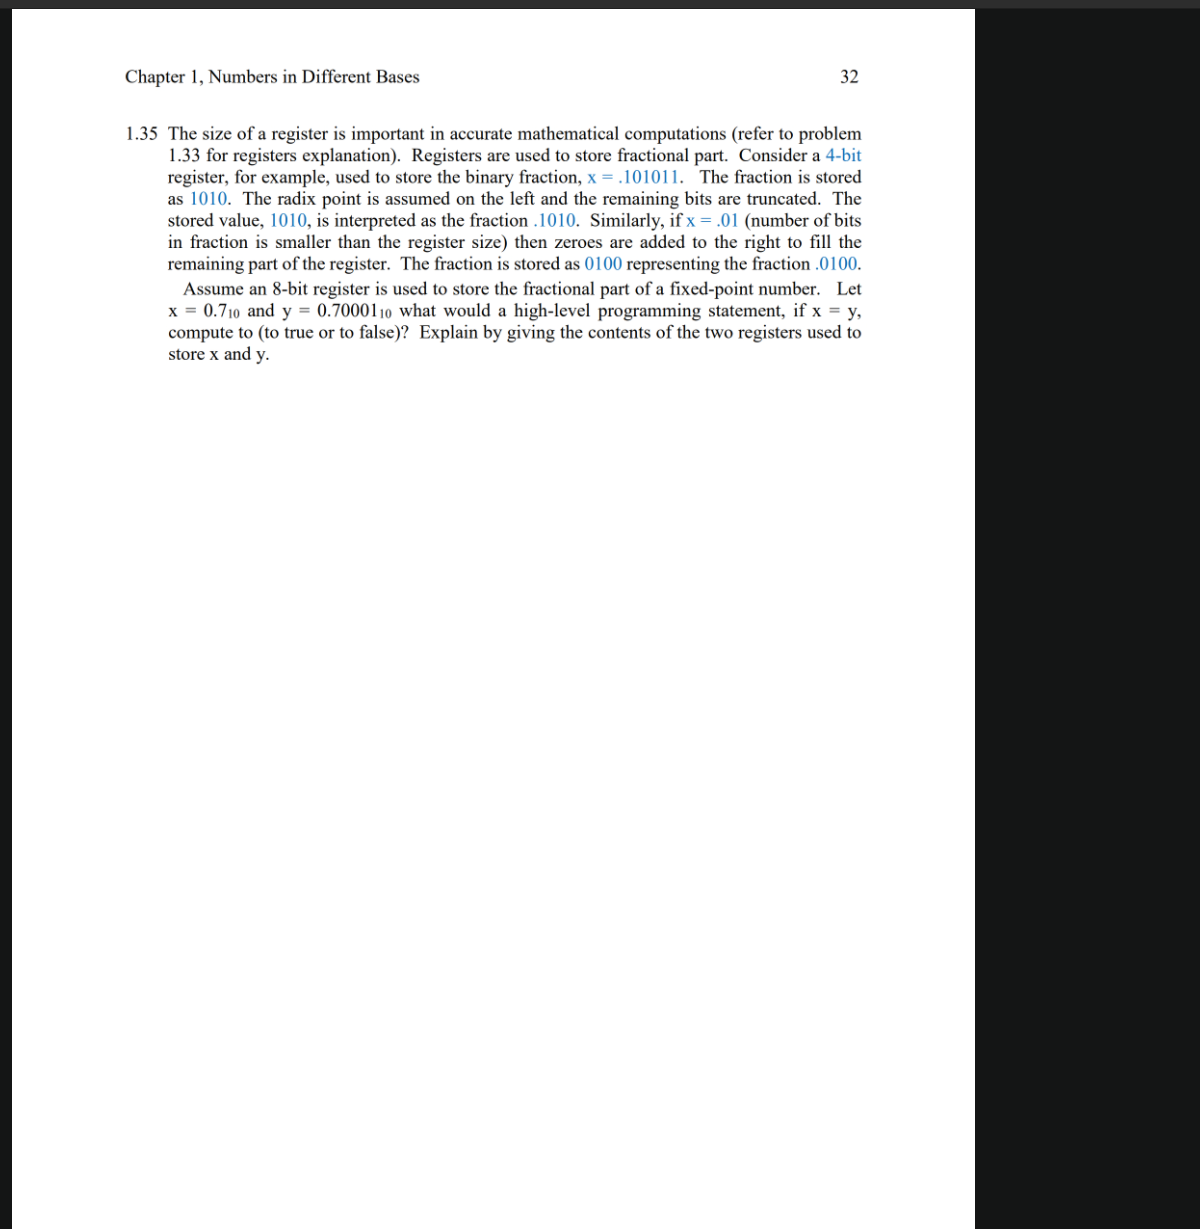 Chapter 1, Numbers in Different Bases 32
1.35 The size of a register is important in accurate mathematical computations (refer to problem
1.33 for registers explanation). Registers are used to store fractional part. Consider a 4-bit
register, for example, used to store the binary fraction, x = .101011. The fraction is stored
as 1010. The radix point is assumed on the left and the remaining bits are truncated. The
stored value, 1010, is interpreted as the fraction .1010. Similarly, if x = .01 (number of bits
in fraction is smaller than the register size) then zeroes are added to the right to fill the
remaining part of the register. The fraction is stored as 0100 representing the fraction .0100.
Assume an 8-bit register is used to store the fractional part of a fixed-point number. Let
x = 0.7₁₀ and y = 0.70001₁₀ what would a high-level programming statement, if x = y,
compute to (to true or to false)? Explain by giving the contents of the two registers used to
store x and y.